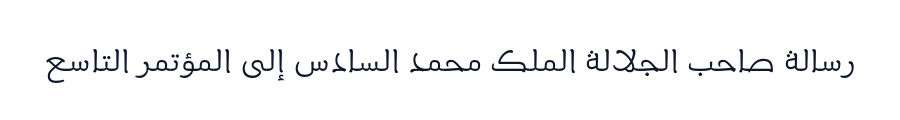 رسالة صاحب الجلالة الملك محمد السادس إلى المؤتمر التاسع